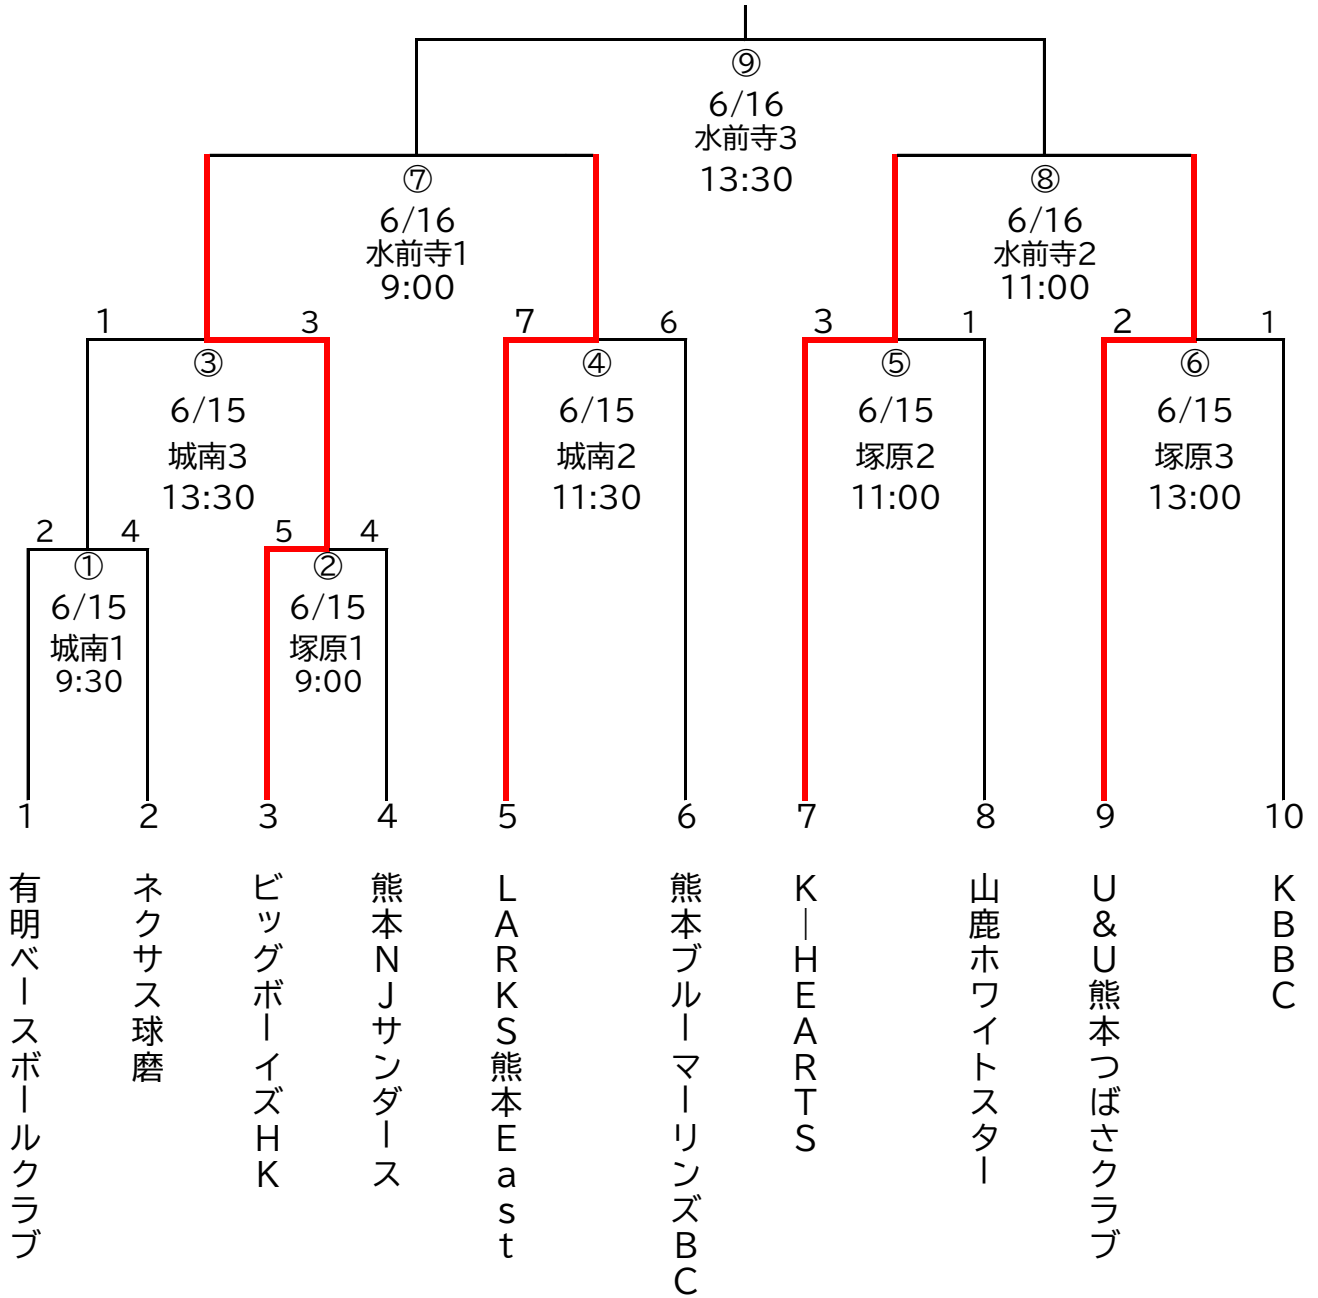 ⑨
6/16
水前寺3
13:30
⑦
6/16
水前寺1
9:00
⑧
6/16
水前寺2
11:00
1 3
7 6
3 1
2 1
③
6/15
城南3
13:30
④
6/15
城南2
11:30
⑤
6/15
塚原2
11:00
⑥
6/15
塚原3
13:00
2 4
5 4
①
6/15
城南1
9:30
②
6/15
塚原1
9:00
1 2 3 4 5 6 7 8 9 10
有明ベースボールクラブ
ネクサス球磨
ビッグボーイズHK
熊本NJサンダース
LARKS熊本East
熊本ブルーマーリンズBC
K―HEARTS
山鹿ホワイトスター
U&U熊本つばさクラブ
KBBC